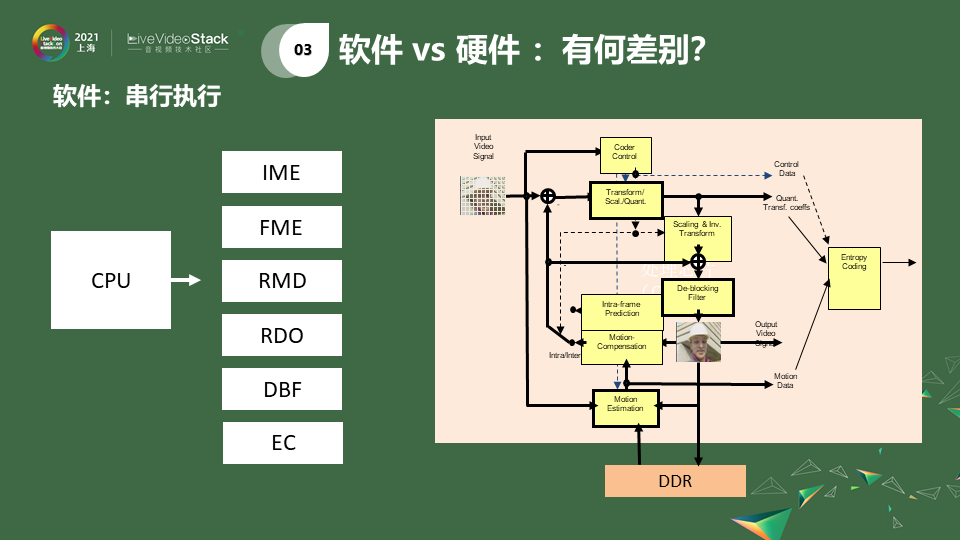 2021
上海
LiveVideoStack
音视频技术社区
03
软件 vs 硬件 ：有何差别？
软件：串行执行
CPU
IME
FME
RMD
RDO
DBF
EC
Input
Video
Signal
Coder
Control
Control
Data
Transform/
Scal./Quant.
Quant.
Transf. coeffs
Scaling & Inv.
Transform
Entropy
Coding
De-blocking
Filter
Intra-frame
Prediction
Motion-
Compensation
Output
Video
Signal
Intra/Inter
Motion
Data
Motion
Estimation
DDR